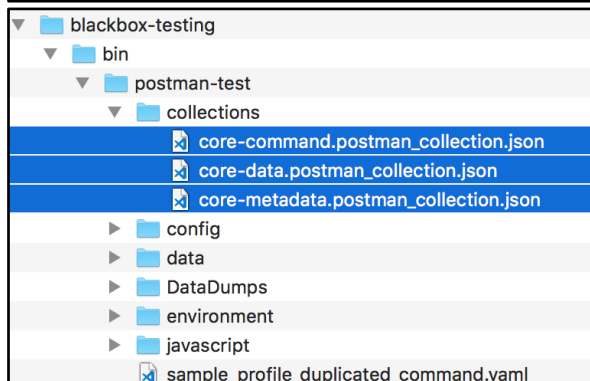 blackbox-testing
bin
postman-test
collections
core-command.postman_collection.json
core-data.postman_collection.json
core-metadata.postman_collection.json
config
data
DataDumps
environment
javascript
sample_profile_duplicated_command.yaml